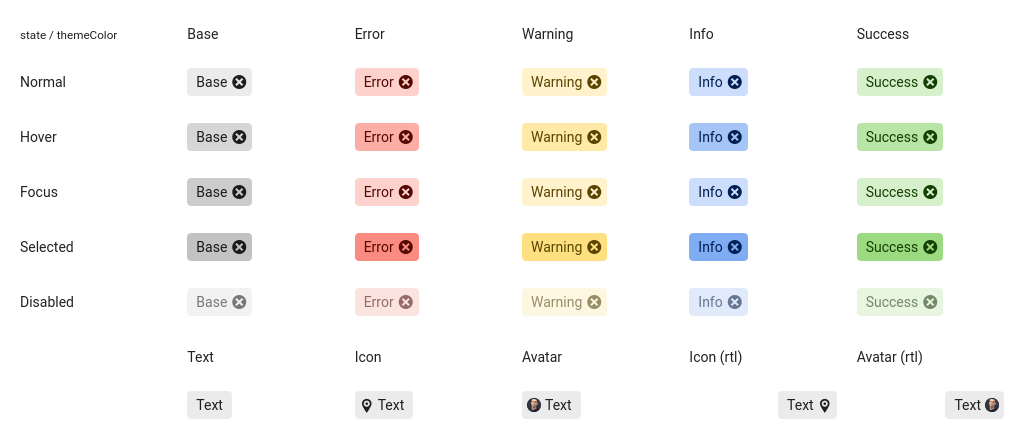 state / themeColor Base Error Warning Info Success
Normal Base Error Warning Info Success
Hover Base Error Warning Info Success
Focus Base Error Warning Info Success
Selected Base Error Warning Info Success
Disabled Base Error Warning Info Success
Text Icon Avatar Icon (rtl) Avatar (rtl)
Text Text Text Text Text